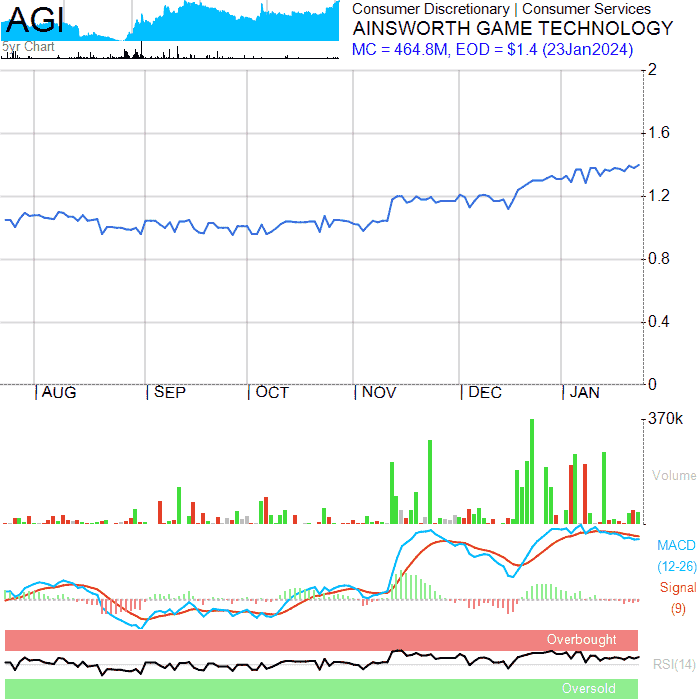 AGI
5yr Chart
Consumer Discretionary | Consumer Services
AINSWORTH GAME TECHNOLOGY
MC = 464.8M, EOD = $1.4 (23Jan2024)
2
1.6
1.2
0.8
0.4
0
AUG
SEP
OCT
NOV
DEC
JAN
370k
Volume
MACD
(12-26)
Signal
(9)
Overbought
RSI(14)
Oversold